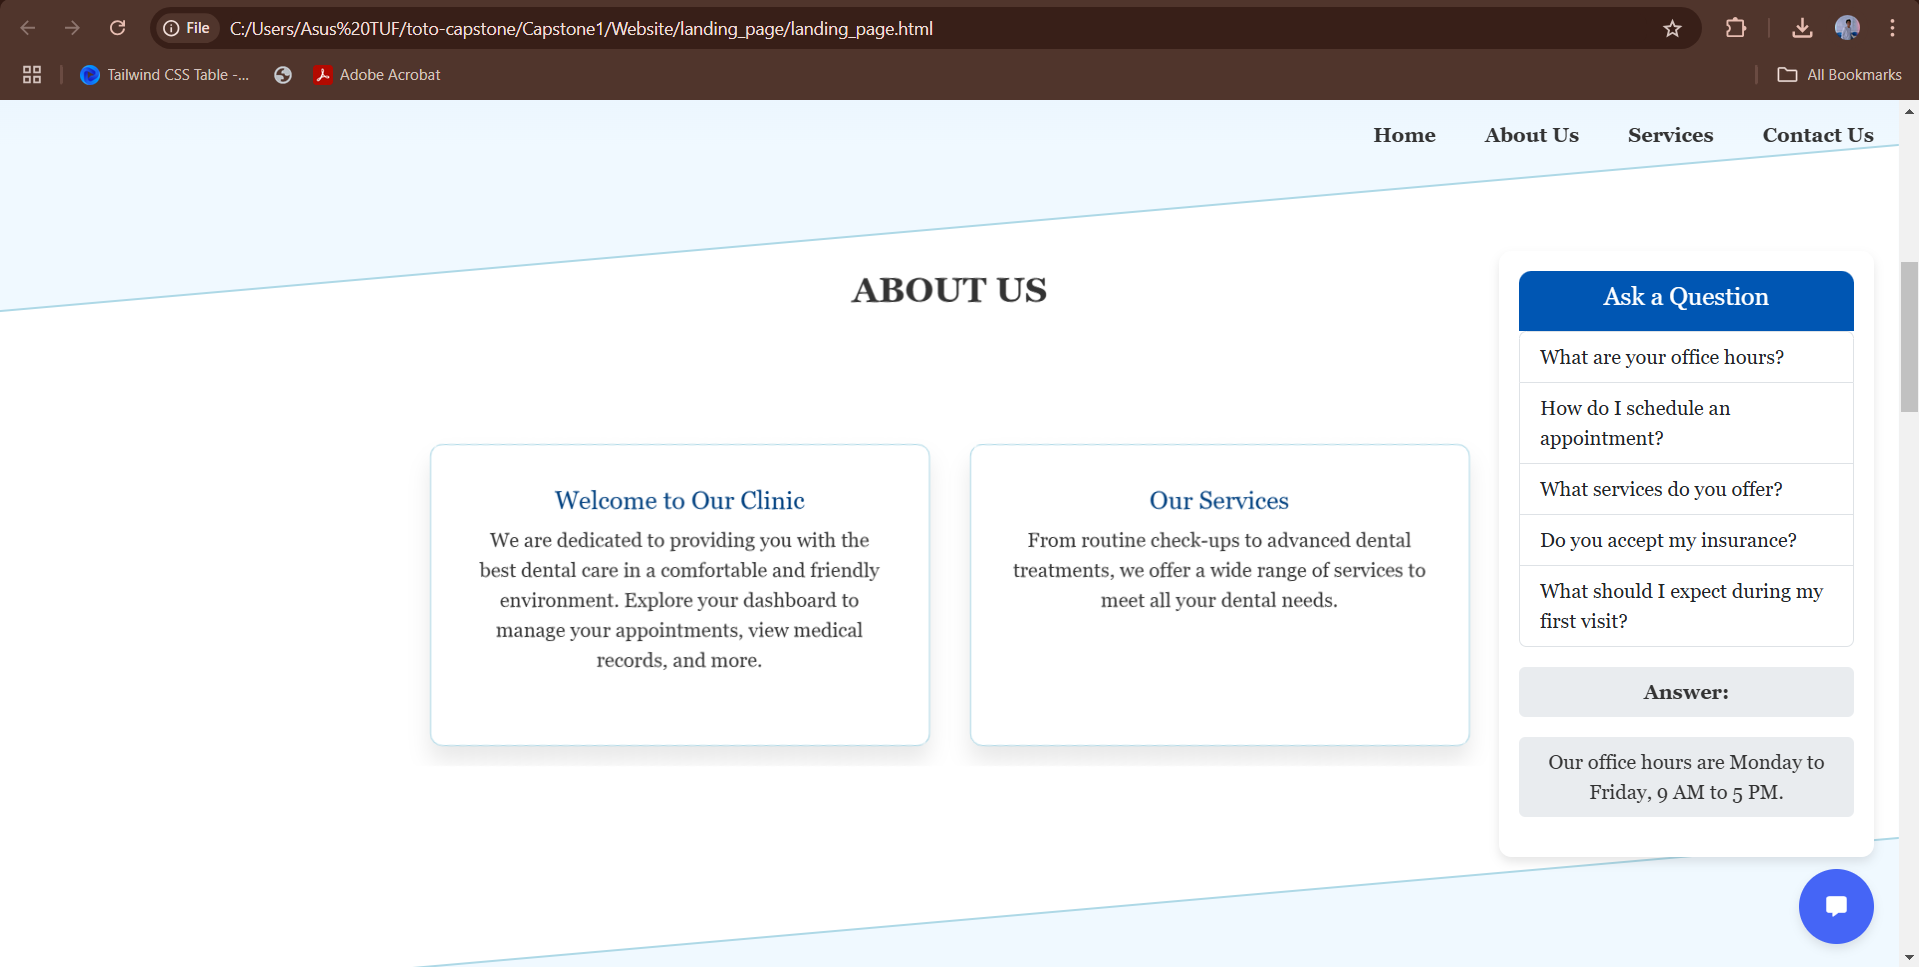 File
C:/Users/Asus%20TUF/toto-capstone/Capstone1/Website/landing_page/landing_page.html
Tailwind CSS Table -...
Adobe Acrobat
All Bookmarks
Home
About Us
Services
Contact Us
ABOUT US
Welcome to Our Clinic
We are dedicated to providing you with the
best dental care in a comfortable and friendly
environment. Explore your dashboard to
manage your appointments, view medical
records, and more.
Our Services
From routine check-ups to advanced dental
treatments, we offer a wide range of services to
meet all your dental needs.
Ask a Question
What are your office hours?
How do I schedule an
appointment?
What services do you offer?
Do you accept my insurance?
What should I expect during my
first visit?
Answer:
Our office hours are Monday to
Friday, 9 AM to 5 PM.